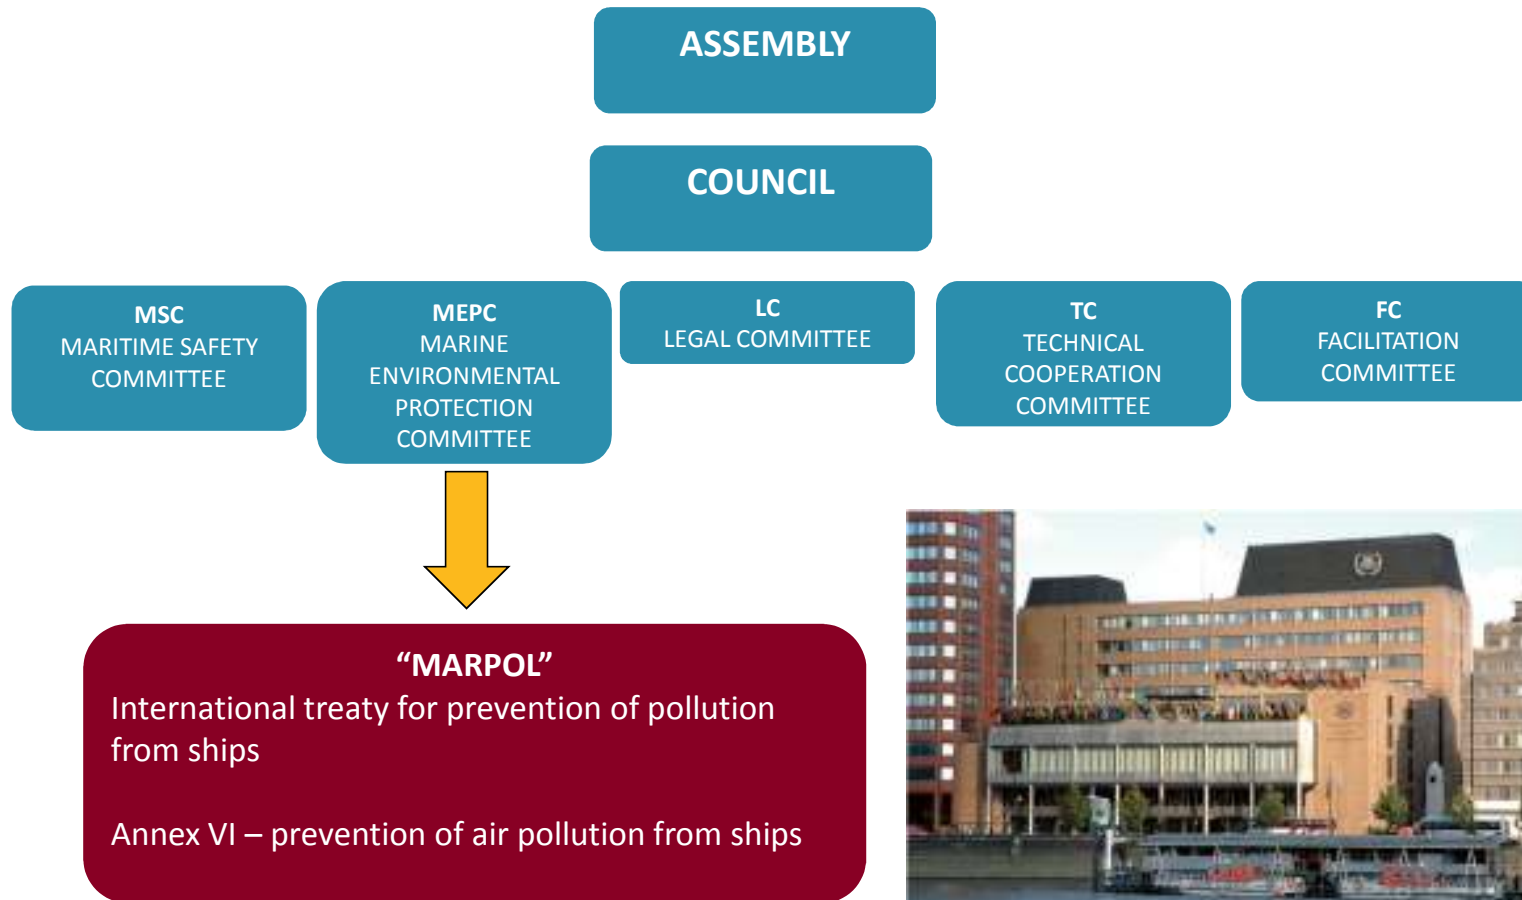 ASSEMBLY
COUNCIL
MSC
MARITIME SAFETY
COMMITTEE
MEPC
MARINE
ENVIRONMENTAL
PROTECTION
COMMITTEE
LC
LEGAL COMMITTEE
TC
TECHNICAL
COOPERATION
COMMITTEE
FC
FACILITATION
COMMITTEE
“MARPOL”
International treaty for prevention of pollution
from ships
Annex VI – prevention of air pollution from ships